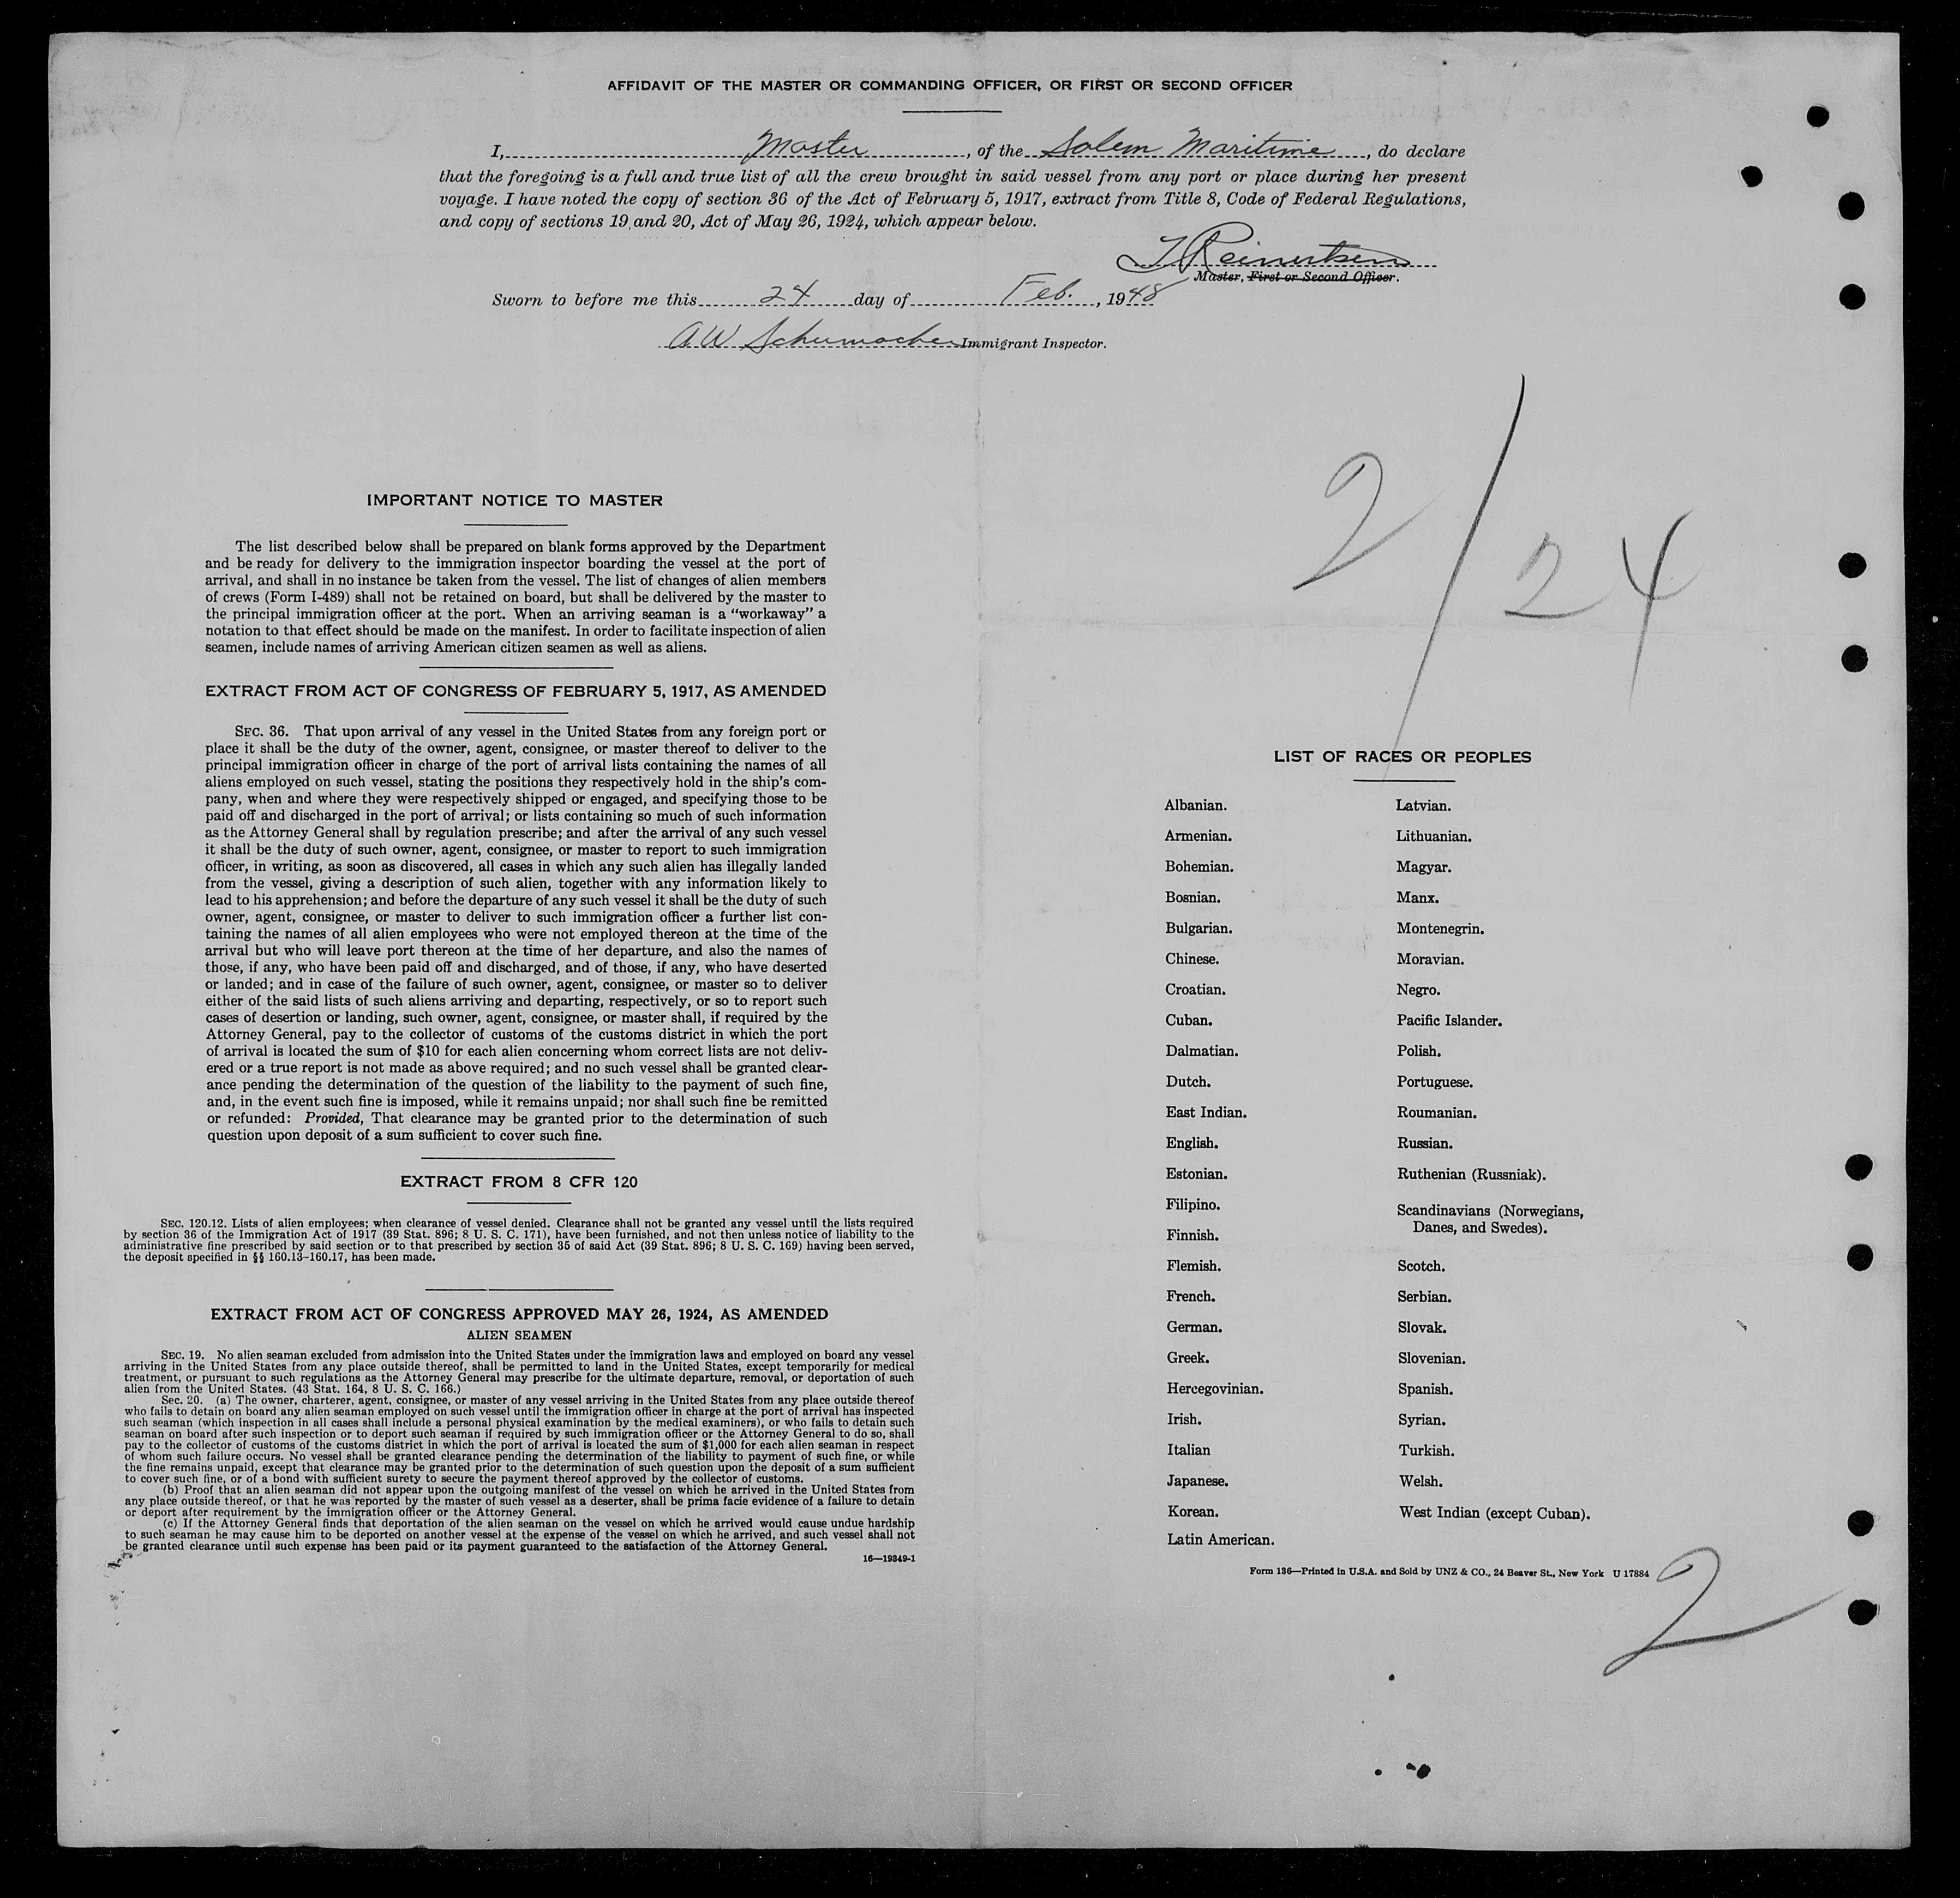 AFFIDAVIT OF THE MASTER OR COMMANDING OFFICER, OR FIRST OR SECOND OFFICER
I, Master, of the Salem Maritime, do declare
that the foregoing is a full and true list of all the crew brought in said vessel from any port or place during her present
voyage. I have noted the copy of section 36 of the Act of February 5, 1917, extract from Title 8, Code of Federal Regulations,
and copy of sections 19 and 20, Act of May 26, 1924, which appear below.
T Reinertsen
Master, First or Second Officer.
Sworn to before me this 24 day of Feb., 1948
A W Schumacher Immigrant Inspector.
2/24
IMPORTANT NOTICE TO MASTER
The list described below shall be prepared on blank forms approved by the Department
and be ready for delivery to the immigration inspector boarding the vessel at the port of
arrival, and shall in no instance be taken from the vessel. The list of changes of alien members
of crews (Form I-489) shall not be retained on board, but shall be delivered by the master to
the principal immigration officer at the port. When an arriving seaman is a "workaway" a
notation to that effect should be made on the manifest. In order to facilitate inspection of alien
seamen, include names of arriving American citizen seamen as well as aliens.
EXTRACT FROM ACT OF CONGRESS OF FEBRUARY 5, 1917, AS AMENDED
SEC. 36. That upon arrival of any vessel in the United States from any foreign port or
place it shall be the duty of the owner, agent, consignee, or master thereof to deliver to the
principal immigration officer in charge of the port of arrival lists containing the names of all
aliens employed on such vessel, stating the positions they respectively hold in the ship's com-
pany, when and where they were respectively shipped or engaged, and specifying those to be
paid off and discharged in the port of arrival; or lists containing so much of such information
as the Attorney General shall by regulation prescribe; and after the arrival of any such vessel
it shall be the duty of such owner, agent, consignee, or master to report to such immigration
officer, in writing, as soon as discovered, all cases in which any such alien has illegally landed
from the vessel, giving a description of such alien, together with any information likely to
lead to his apprehension; and before the departure of any such vessel it shall be the duty of such
owner, agent, consignee, or master to deliver to such immigration officer a further list con-
taining the names of all alien employees who were not employed thereon at the time of the
arrival but who will leave port thereon at the time of her departure, and also the names of
those, if any, who have been paid off and discharged, and of those, if any, who have deserted
or landed; and in case of the failure of such owner, agent, consignee, or master so to deliver
either of the said lists of such aliens arriving and departing, respectively, or so to report such
cases of desertion or landing, such owner, agent, consignee, or master shall, if required by the
Attorney General, pay to the collector of customs of the customs district in which the port
of arrival is located the sum of $10 for each alien concerning whom correct lists are not deliv-
ered or a true report is not made as above required; and no such vessel shall be granted clear-
ance pending the determination of the question of the liability to the payment of such fine,
and, in the event such fine is imposed, while it remains unpaid; nor shall such fine be remitted
or refunded: Provided, That clearance may be granted prior to the determination of such
question upon deposit of a sum sufficient to cover such fine.
EXTRACT FROM 8 CFR 120
SEC. 120.12. Lists of alien employees; when clearance of vessel denied. Clearance shall not be granted any vessel until the lists required
by section 36 of the Immigration Act of 1917 (39 Stat. 896; 8 U. S. C. 171), have been furnished, and not then unless notice of liability to the
administrative fine prescribed by said section or to that prescribed by section 35 of said Act (39 Stat. 896; 8 U. S. C. 169) having been served,
the deposit specified in §§ 160.13–160.17, has been made.
EXTRACT FROM ACT OF CONGRESS APPROVED MAY 26, 1924, AS AMENDED
ALIEN SEAMEN
SEC. 19. No alien seaman excluded from admission into the United States under the immigration laws and employed on board any vessel
arriving in the United States from any place outside thereof, shall be permitted to land in the United States, except temporarily for medical
treatment, or pursuant to such regulations as the Attorney General may prescribe for the ultimate departure, removal, or deportation of such
alien from the United States. (43 Stat. 164, 8 U. S. C. 166.)
Sec. 20. (a) The owner, charterer, agent, consignee, or master of any vessel arriving in the United States from any place outside thereof
who fails to detain on board any alien seaman employed on such vessel until the immigration officer in charge at the port of arrival has inspected
such seaman (which inspection in all cases shall include a personal physical examination by the medical examiners), or who fails to detain such
seaman on board after such inspection or to deport such seaman if required by such immigration officer or the Attorney General to do so, shall
pay to the collector of customs of the customs district in which the port of arrival is located the sum of $1,000 for each alien seaman in respect
of whom such failure occurs. No vessel shall be granted clearance pending the determination of the liability to payment of such fine, or while
the fine remains unpaid, except that clearance may be granted prior to the determination of such question upon the deposit of a sum sufficient
to cover such fine, or of a bond with sufficient surety to secure the payment thereof approved by the collector of customs.
(b) Proof that an alien seaman did not appear upon the outgoing manifest of the vessel on which he arrived in the United States from
any place outside thereof, or that he was reported by the master of such vessel as a deserter, shall be prima facie evidence of a failure to detain
or deport after requirement by the immigration officer or the Attorney General.
(c) If the Attorney General finds that deportation of the alien seaman on the vessel on which he arrived would cause undue hardship
to such seaman he may cause him to be deported on another vessel at the expense of the vessel on which he arrived, and such vessel shall not
be granted clearance until such expense has been paid or its payment guaranteed to the satisfaction of the Attorney General.
16—19349-1
LIST OF RACES OR PEOPLES
Albanian.
Armenian.
Bohemian.
Bosnian.
Bulgarian.
Chinese.
Croatian.
Cuban.
Dalmatian.
Dutch.
East Indian.
English.
Estonian.
Filipino.
Finnish.
Flemish.
French.
German.
Greek.
Hercegovinian.
Irish.
Italian
Japanese.
Korean.
Latin American.
Latvian.
Lithuanian.
Magyar.
Manx.
Montenegrin.
Moravian.
Negro.
Pacific Islander.
Polish.
Portuguese.
Roumanian.
Russian.
Ruthenian (Russniak).
Scandinavians (Norwegians,
Danes, and Swedes).
Scotch.
Serbian.
Slovak.
Slovenian.
Spanish.
Syrian.
Turkish.
Welsh.
West Indian (except Cuban).
Form 136—Printed in U.S.A. and Sold by UNZ & CO., 24 Beaver St., New York U 17884
2